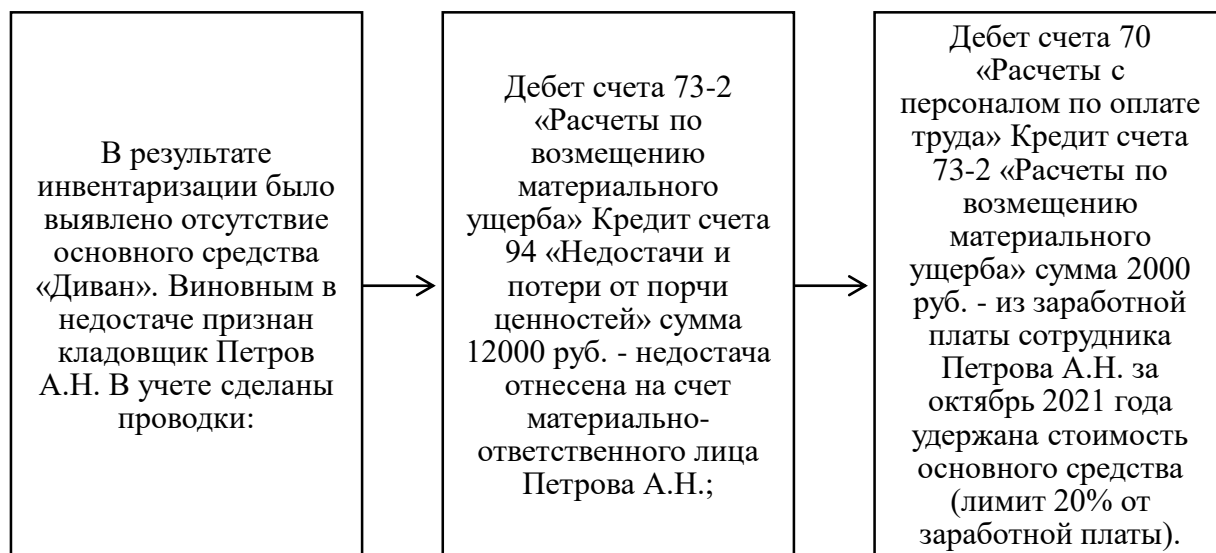 В результате
инвентаризации было
выявлено отсутствие
основного средства
«Диван». Виновным в
недостаче признан
кладовщик Петров
А.Н. В учете сделаны
проводки:
Дебет счета 73-2
«Расчеты по
возмещению
материального
ущерба» Кредит счета
94 «Недостачи и
потери от порчи
ценностей» сумма
12000 руб. - недостача
отнесена на счет
материально-
ответственного лица
Петрова А.Н.;
Дебет счета 70
«Расчеты с
персоналом по оплате
труда» Кредит счета
73-2 «Расчеты по
возмещению
материального
ущерба» сумма 2000
руб. - из заработной
платы сотрудника
Петрова А.Н. за
октябрь 2021 года
удержана стоимость
основного средства
(лимит 20% от
заработной платы).